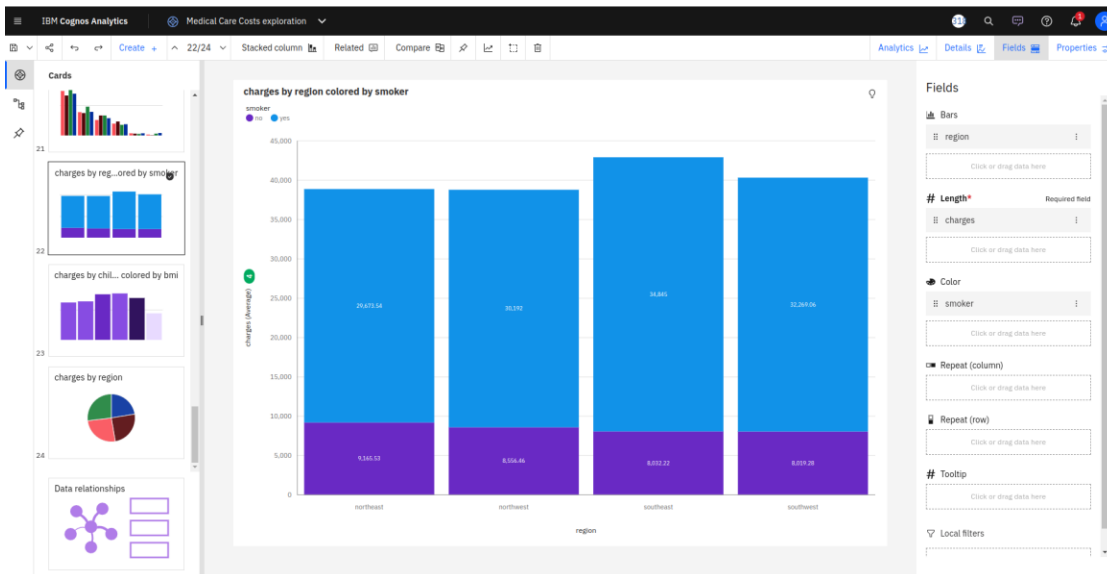 IBM Cognos Analytics
Medical Care Costs exploration
Create +
22/24
Stacked column
Related
Compare
Analytics
Details
Fields
Properties
Cards
21
charges by reg...ored by smoker
22
charges by chil... colored by bmi
23
charges by region
24
Data relationships
charges by region colored by smoker
smoker
no
yes
45,000
40,000
35,000
30,000
25,000
20,000
15,000
10,000
5,000
0
charges (Average)
29,673.54
30,192
34,845
32,269.06
9,165.53
8,556.46
8,032.22
8,019.28
northeast
northwest
southeast
southwest
region
Fields
Bars
region
Click or drag data here
# Length*
Required field
charges
Click or drag data here
Color
smoker
Click or drag data here
Repeat (column)
Click or drag data here
Repeat (row)
Click or drag data here
# Tooltip
Click or drag data here
Local filters